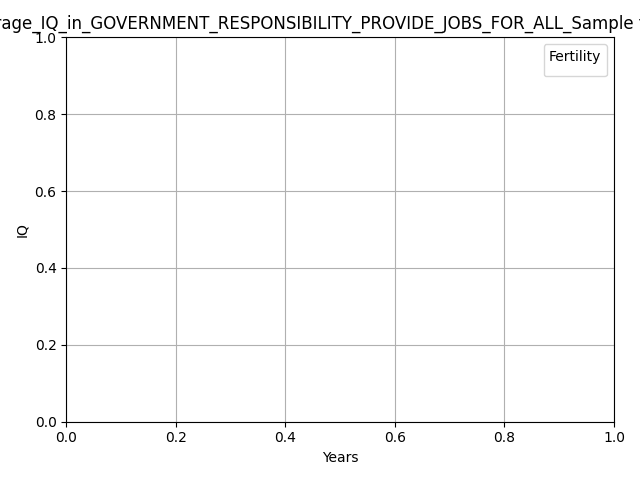 rage_IQ_in_GOVERNMENT_RESPONSIBILITY_PROVIDE_JOBS_FOR_ALL_Sample
Fertility
1.0
0.8
0.6
0.4
0.2
0.0
IQ
0.0 0.2 0.4 0.6 0.8 1.0
Years